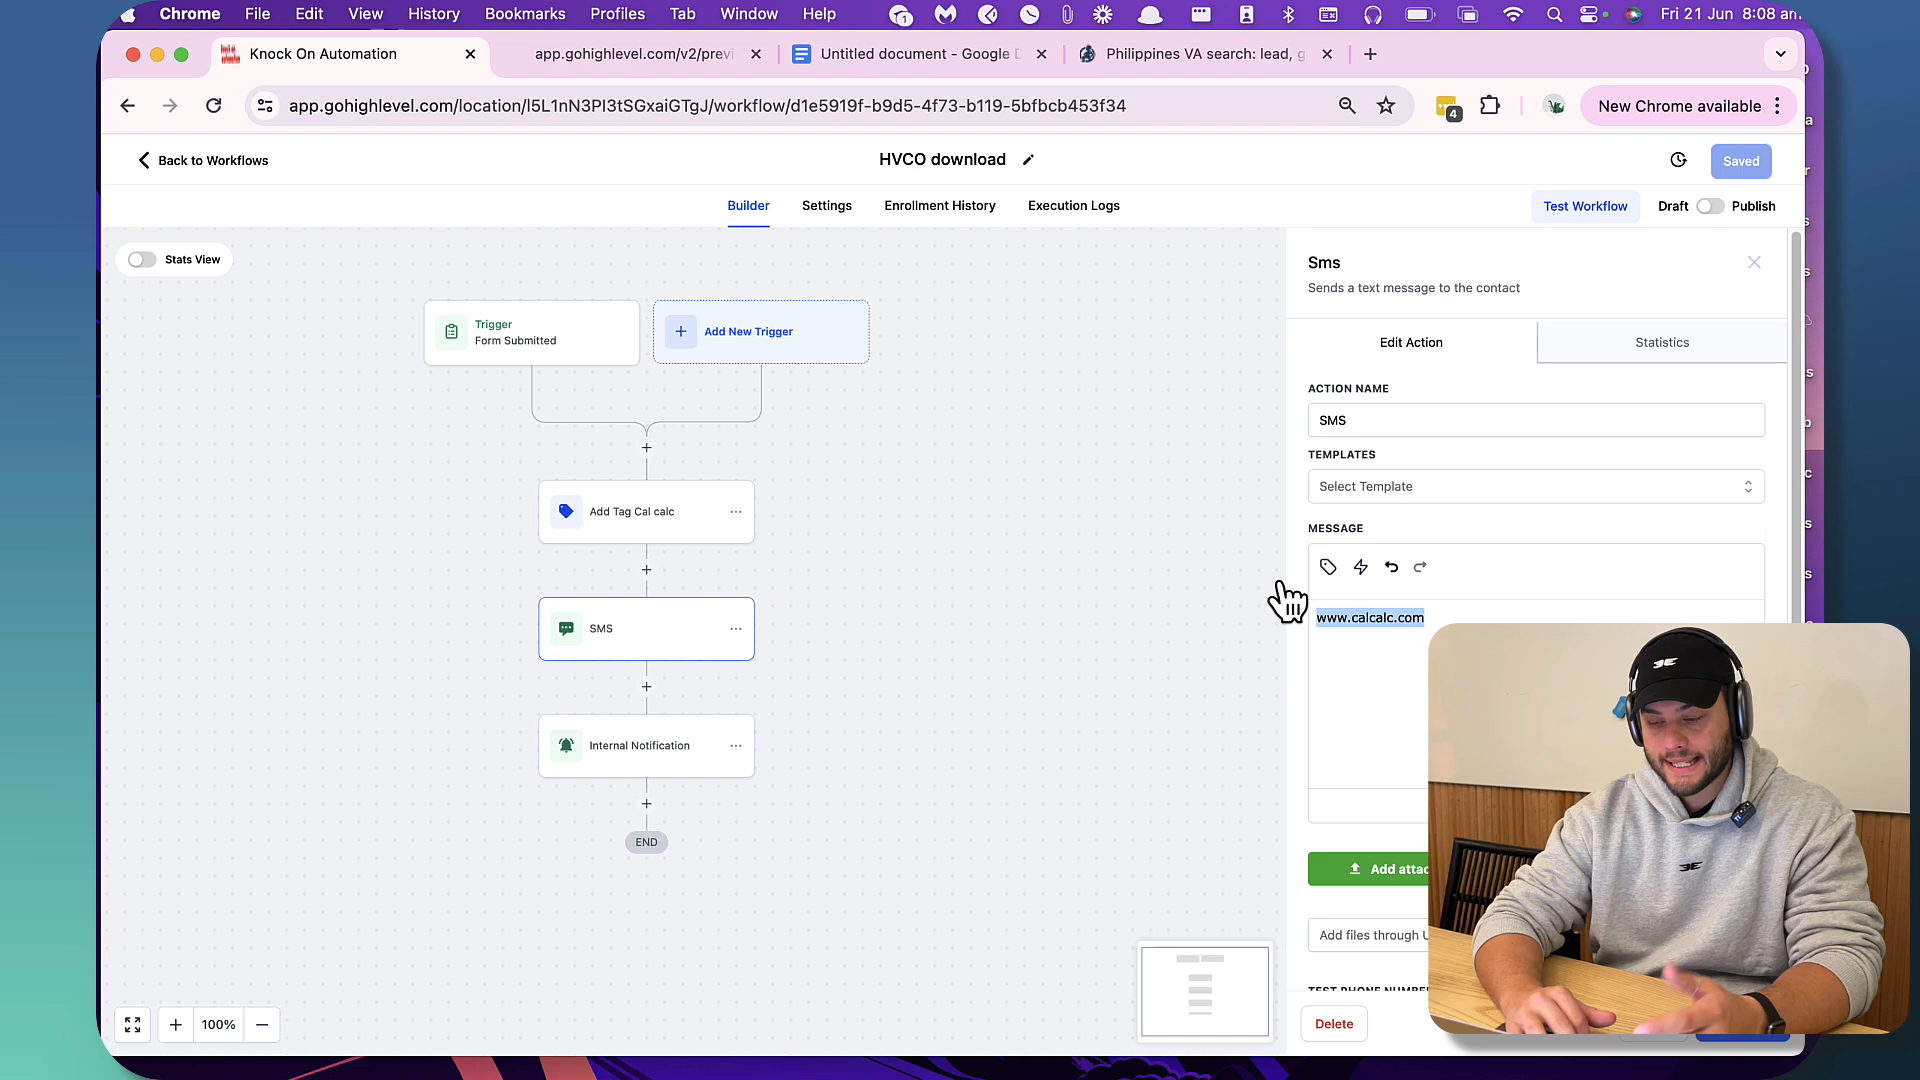 Chrome File Edit View History Bookmarks Profiles Tab Window Help Fri 21 Jun 8:08 am
Knock On Automation
app.gohighlevel.com/v2/previ
Untitled document - Google D
Philippines VA search: lead, g
app.gohighlevel.com/location/l5L1nN3PI3tSGxaiGTgJ/workflow/d1e5919f-b9d5-4f73-b119-5bfbcb453f34
4
New Chrome available
Back to Workflows
HVCO download
Saved
Builder
Settings
Enrollment History
Execution Logs
Test Workflow
Draft
Publish
Stats View
Trigger
Form Submitted
Add New Trigger
Add Tag Cal calc
SMS
Internal Notification
END
100%
Sms
Sends a text message to the contact
Edit Action
Statistics
ACTION NAME
SMS
TEMPLATES
Select Template
MESSAGE
www.calcalc.com
Add attac
Add files through U
TEST PHONE NUMBE
Delete